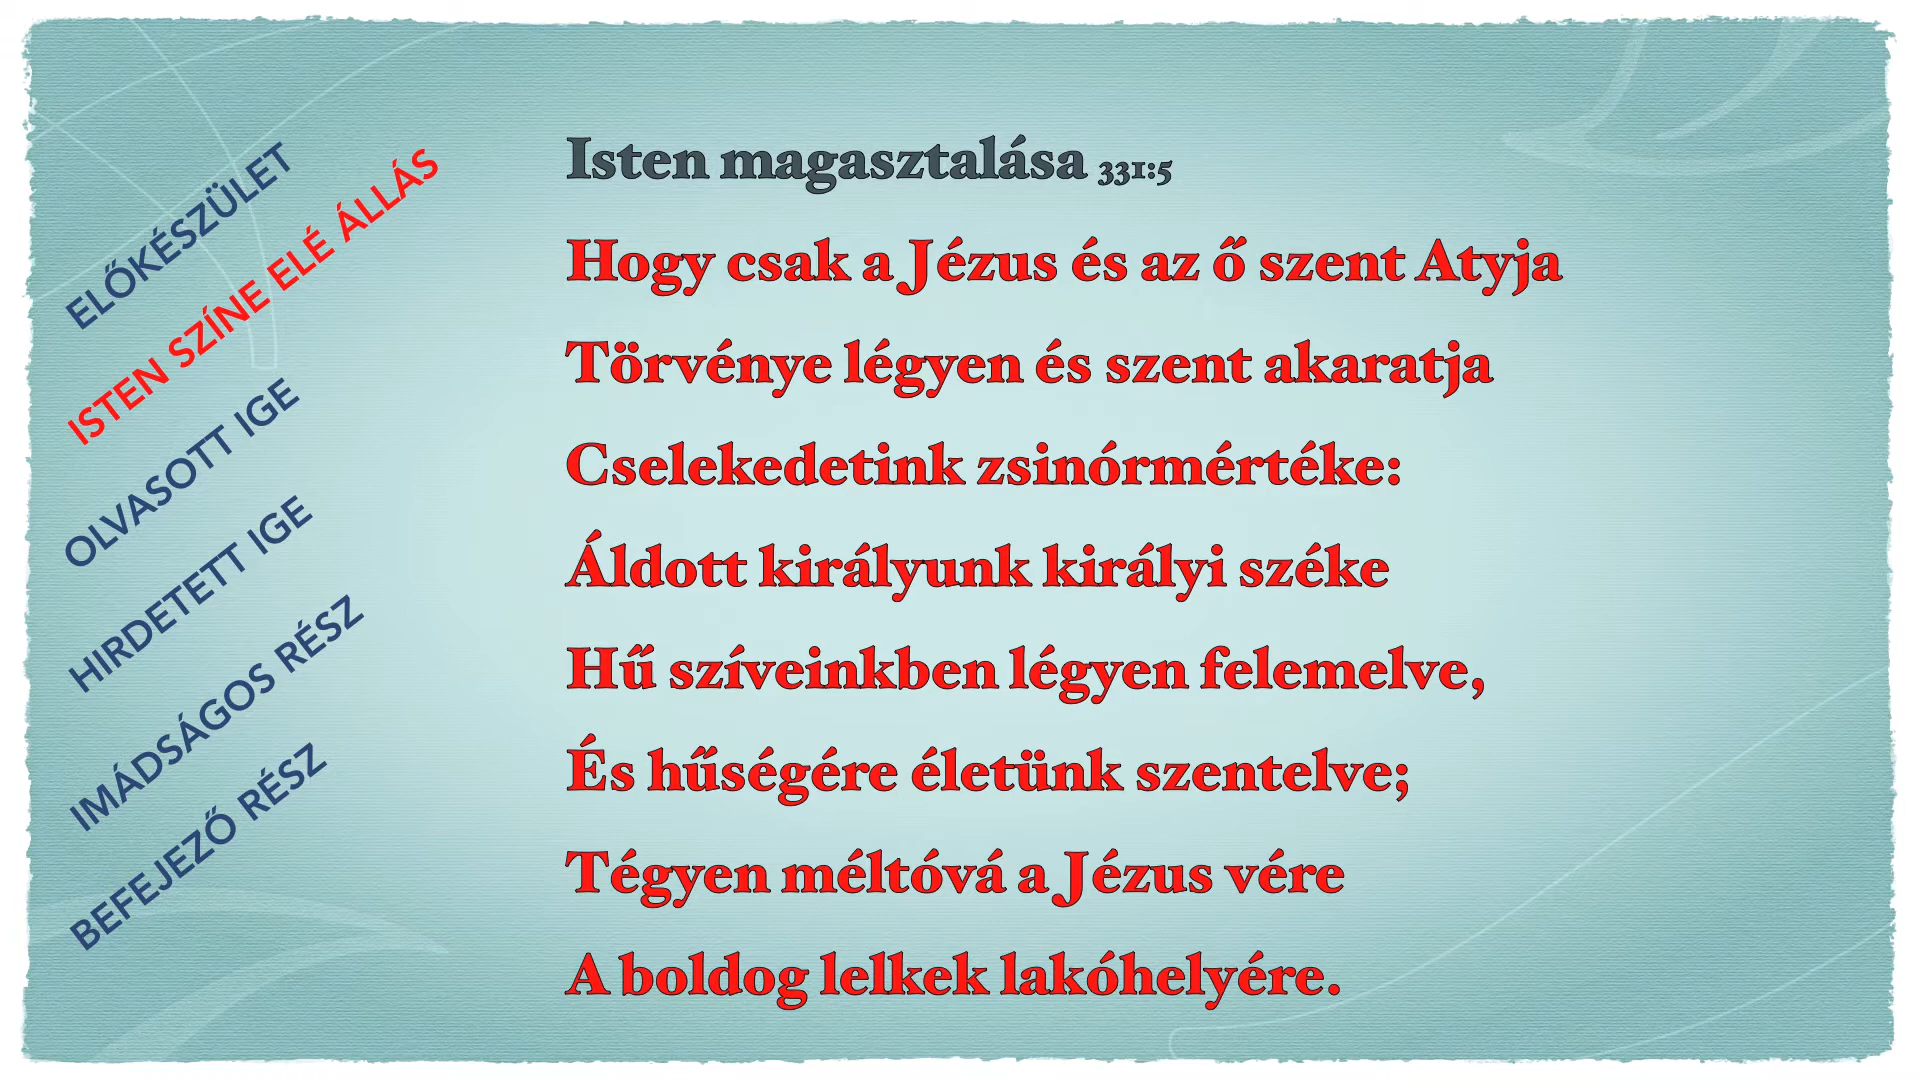 ELŐKÉSZÜLET
ISTEN SZÍNE ELÉ ÁLLÁS
OLVASOTT IGE
HIRDETETT IGE
IMÁDSÁGOS RÉSZ
BEFEJEZŐ RÉSZ
Isten magasztalása 331:5
Hogy csak a Jézus és az ő szent Atyja
Törvénye légyen és szent akaratja
Cselekedetink zsinórmértéke:
Áldott királyunk királyi széke
Hű szíveinkben légyen felemelve,
És hűségére életünk szentelve;
Tégyen méltóvá a Jézus vére
A boldog lelkek lakóhelyére.